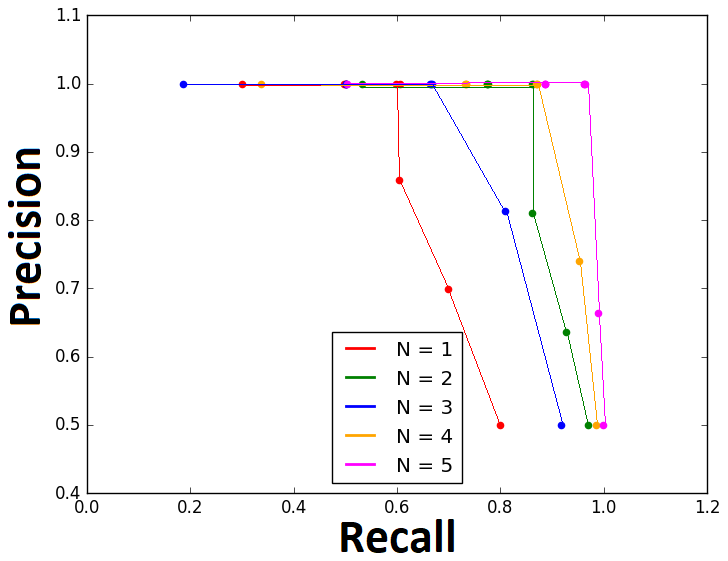 1.1
1.0
0.9
0.8
0.7
0.6
0.5
0.4
Precision
N = 1
N = 2
N = 3
N = 4
N = 5
0.0 0.2 0.4 0.6 0.8 1.0 1.2
Recall